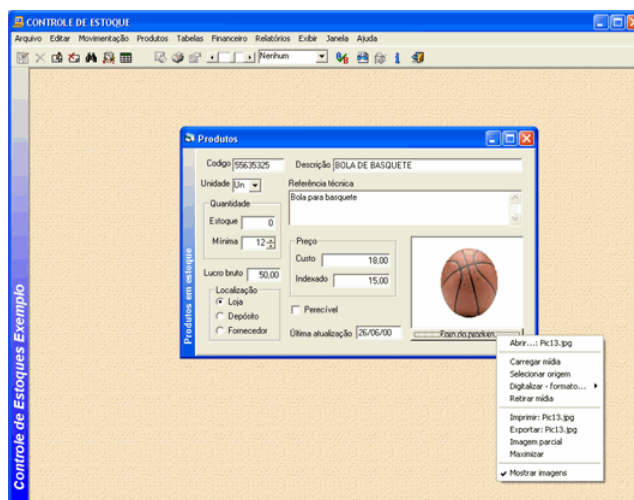 CONTROLE DE ESTOQUE
Arquivo Editar Movimentação Produtos Tabelas Financeiro Relatórios Exibir Janela Ajuda
Nenhum
Produtos
Codigo 55635325 Descrição BOLA DE BASQUETE
Unidade Un Referência técnica
Bola para basquete
Quantidade
Estoque 0
Mínima 12
Preço
Custo 18,00
Lucro bruto 50,00
Indexado 15,00
Localização
Loja
Depósito
Fornecedor
Perecível
Última atualização 26/06/00
Foto do produto
Produtos em estoque
Controle de Estoques Exemplo
Abrir...: Pic13.jpg
Carregar mídia
Selecionar origem
Digitalizar - formato...
Retirar mídia
Imprimir: Pic13.jpg
Exportar: Pic13.jpg
Imagem parcial
Maximizar
Mostrar imagens